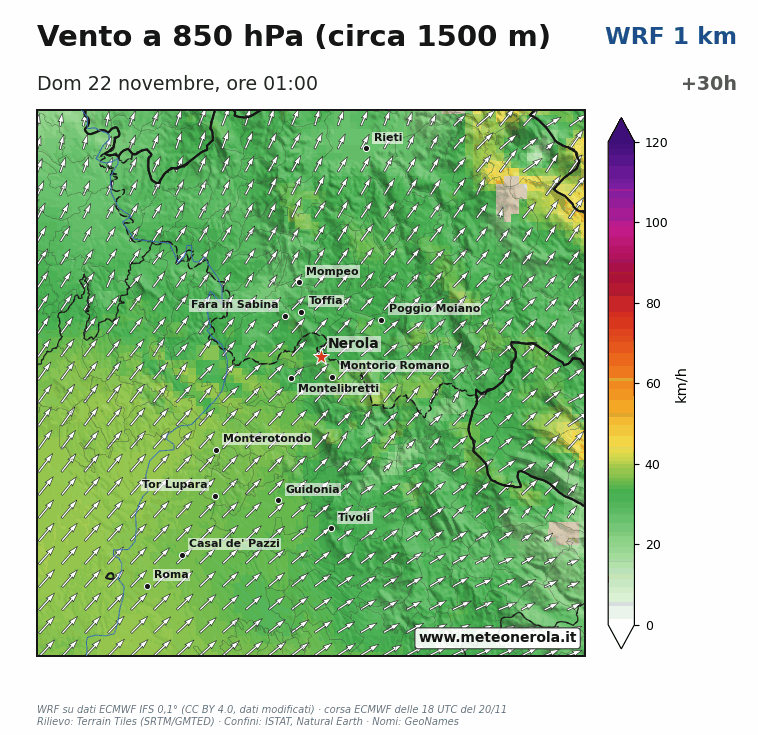 Vento a 850 hPa (circa 1500 m)
WRF 1 km
Dom 22 novembre, ore 01:00
+30h
Rieti
Mompeo
Fara in Sabina
Toffia
Poggio Moiano
Nerola
Montorio Romano
Montelibretti
Monterotondo
Tor Lupara
Guidonia
Tivoli
Casal de' Pazzi
Roma
www.meteonerola.it
120
100
80
60
40
20
0
km/h
WRF su dati ECMWF IFS 0,1° (CC BY 4.0, dati modificati) · corsa ECMWF delle 18 UTC del 20/11
Rilievo: Terrain Tiles (SRTM/GMTED) · Confini: ISTAT, Natural Earth · Nomi: GeoNames